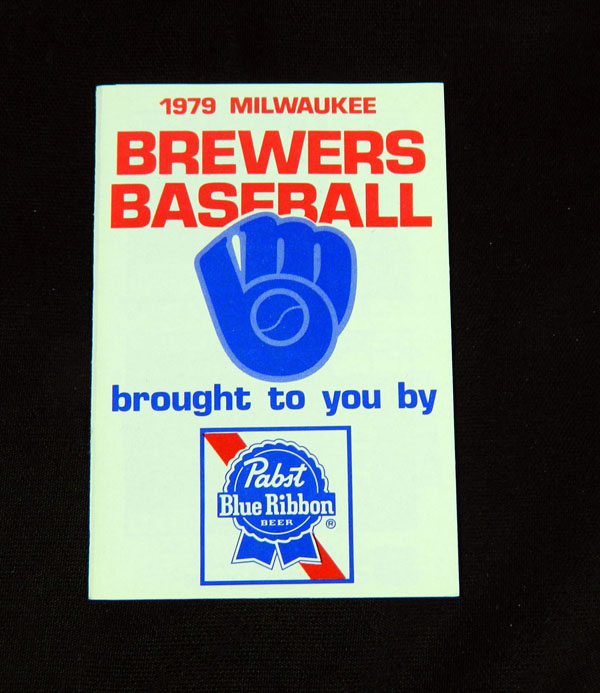 1979 MILWAUKEE
BREWERS
BASEBALL
brought to you by
Pabst
Blue Ribbon
BEER
®